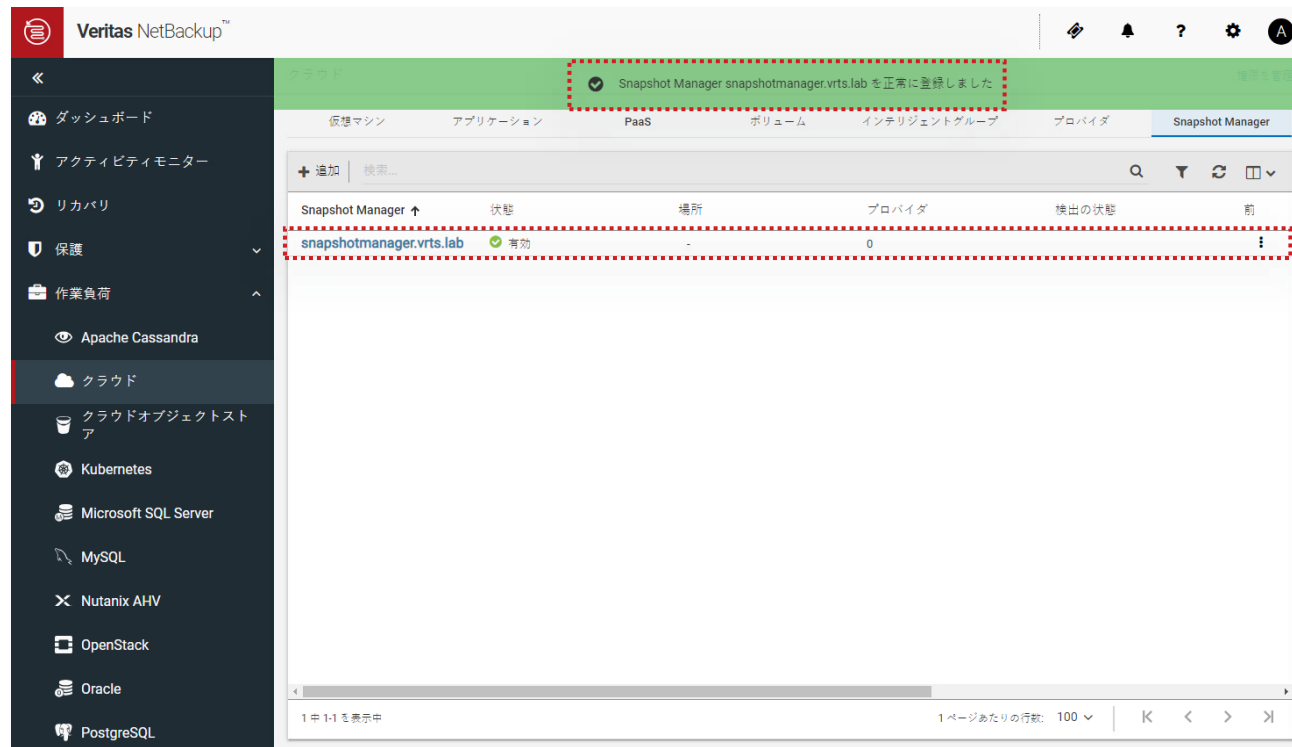 Veritas NetBackup™
?
A
クラウド
Snapshot Manager snapshotmanager.vrts.lab を正常に登録しました
ダッシュボード
アクティビティモニター
リカバリ
保護
作業負荷
Apache Cassandra
クラウド
クラウドオブジェクトスト
ア
Kubernetes
Microsoft SQL Server
MySQL
Nutanix AHV
OpenStack
Oracle
PostgreSQL
仮想マシン アプリケーション PaaS ボリューム インテリジェントグループ プロバイダ Snapshot Manager
追加 検索...
Snapshot Manager 状態 場所 プロバイダ 検出の状態 前
snapshotmanager.vrts.lab 有効 - 0
1 中 1-1 を表示中 1 ページあたりの行数: 100